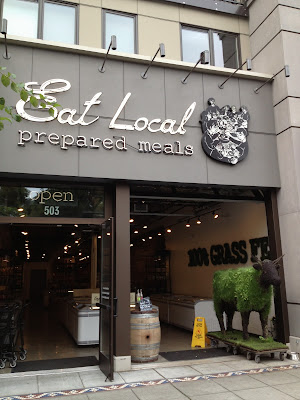 Eat Local
prepared meals
open
503
100% GRASS FE